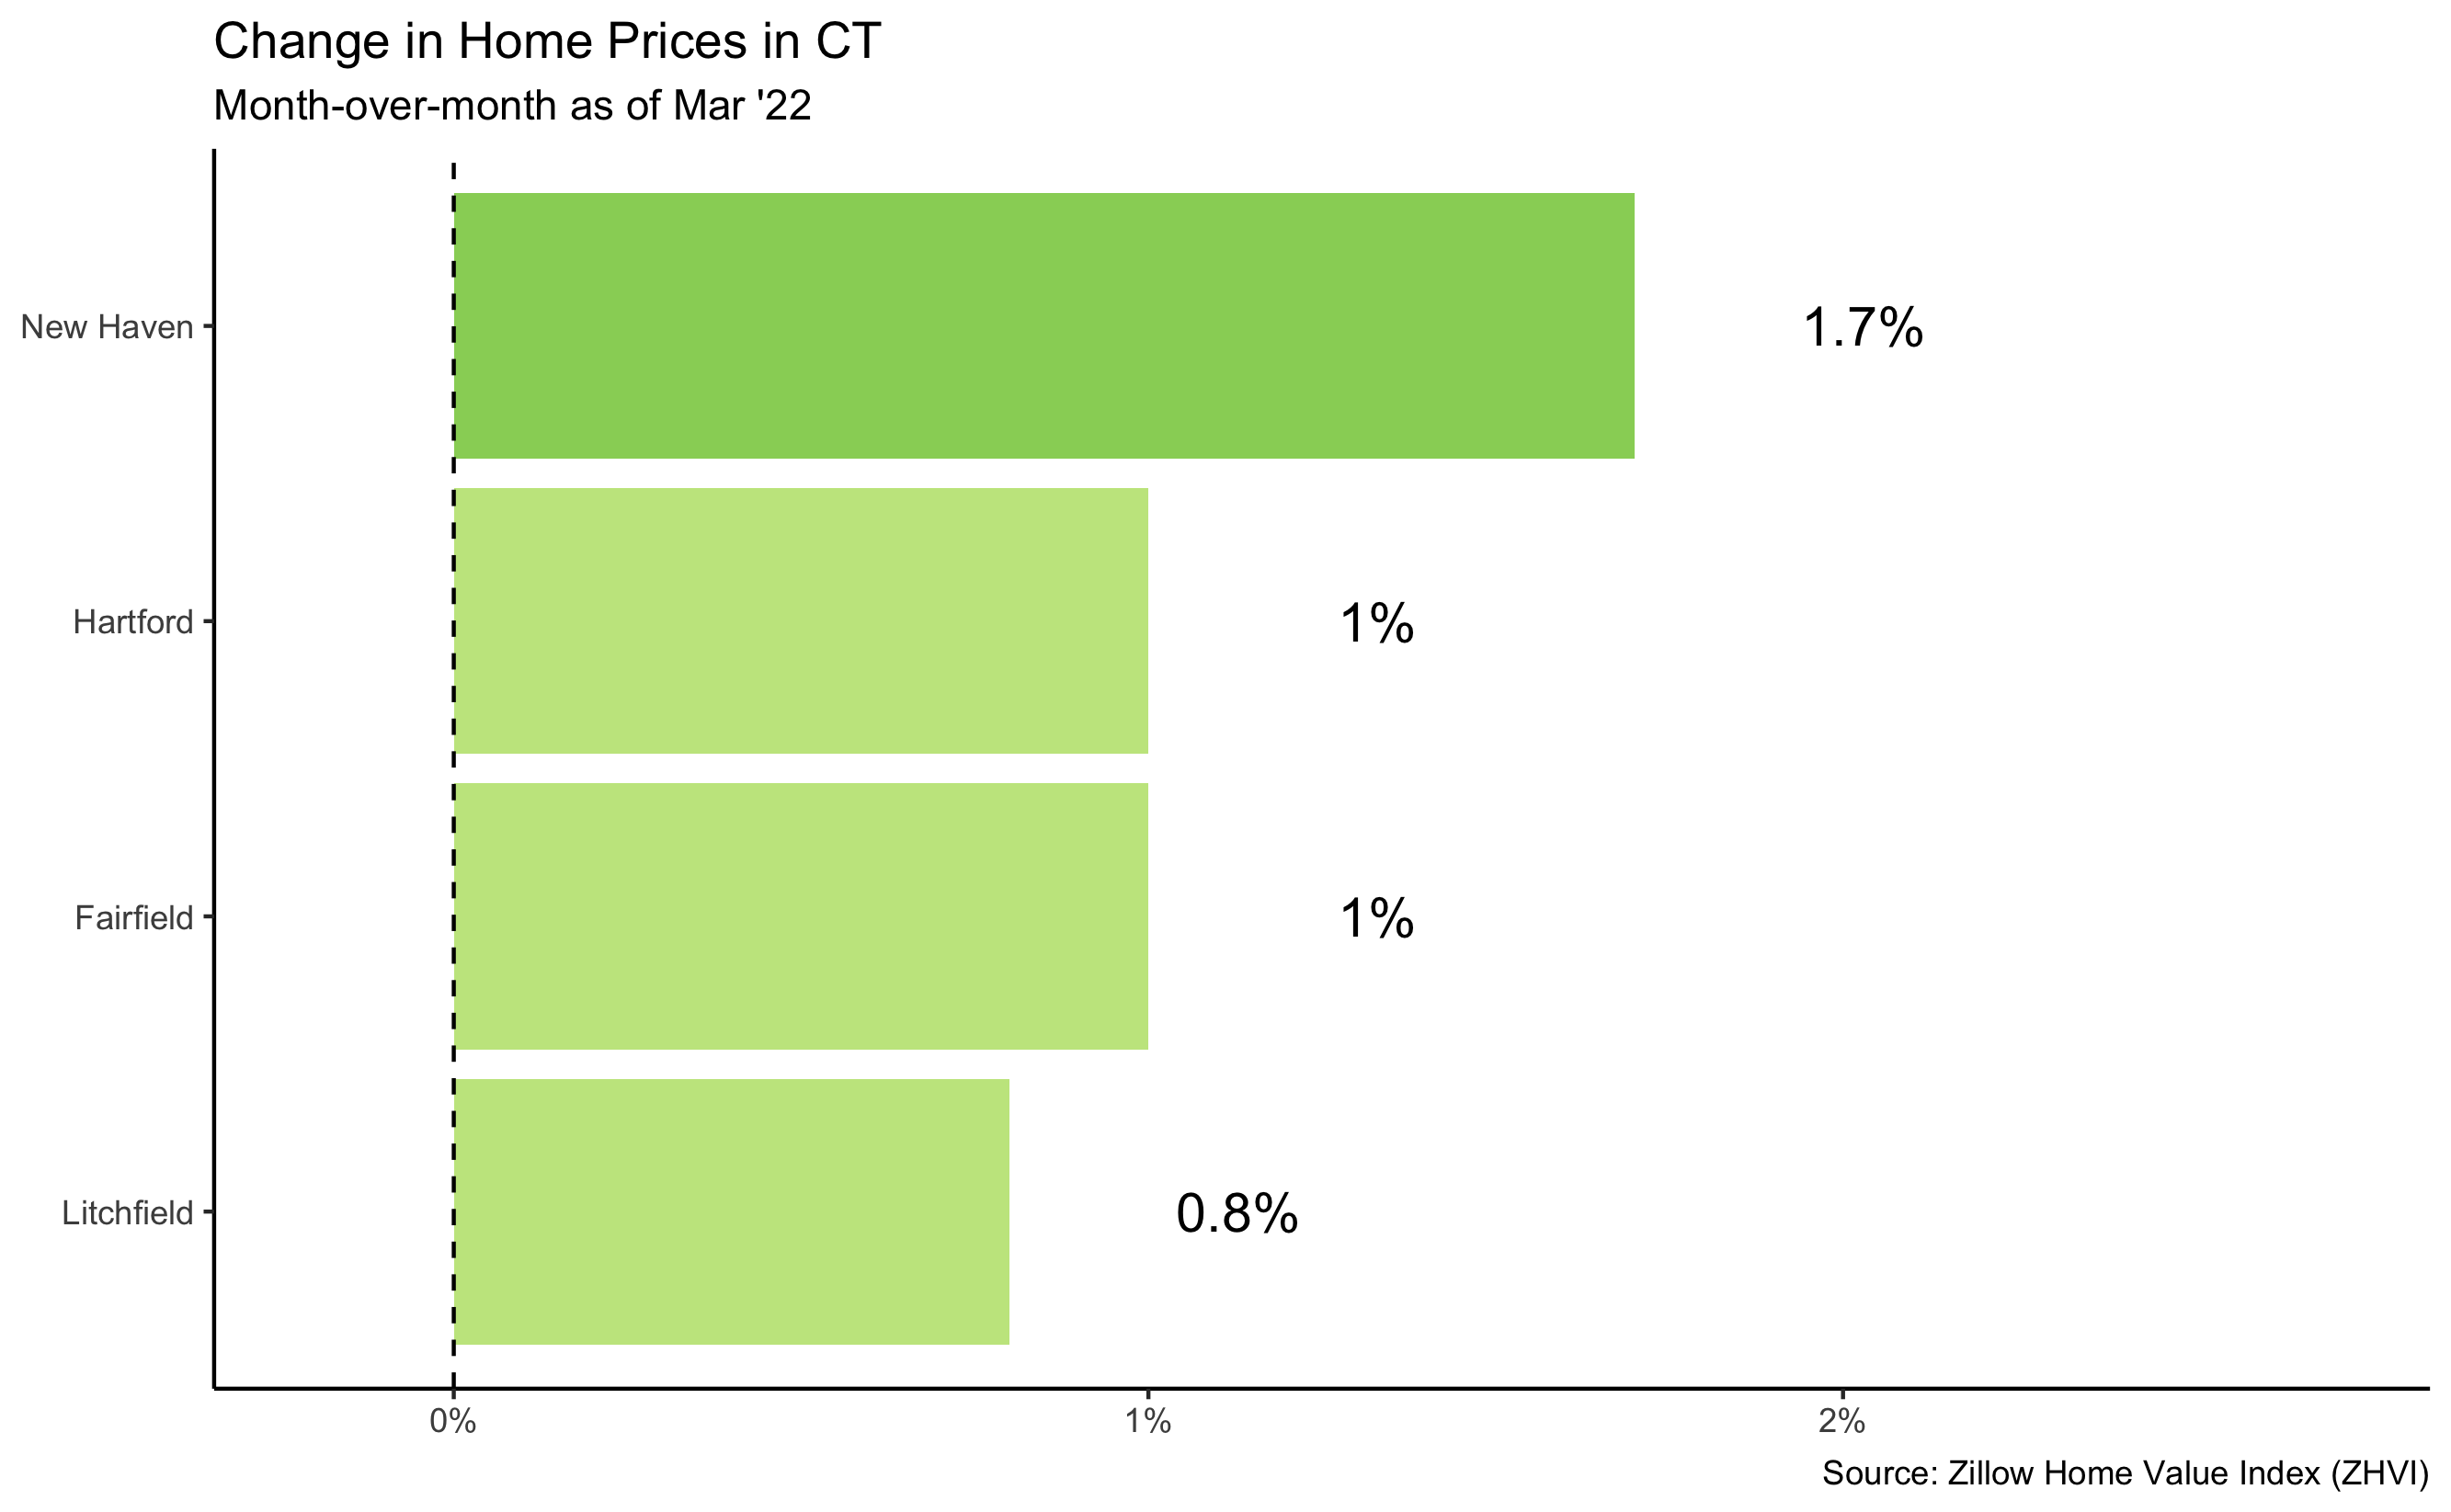 Change in Home Prices in CT
Month-over-month as of Mar '22
New Haven
1.7%
Hartford
1%
Fairfield
1%
Litchfield
0.8%
0%
1%
2%
Source: Zillow Home Value Index (ZHVI)